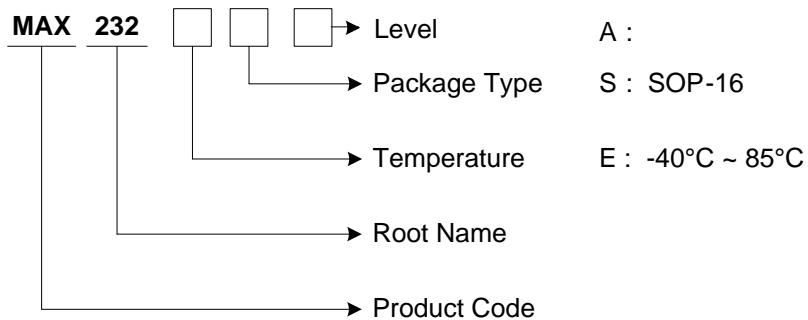 MAX 232 Level A :
Package Type S : SOP-16
Temperature E : -40°C ~ 85°C
Root Name
Product Code